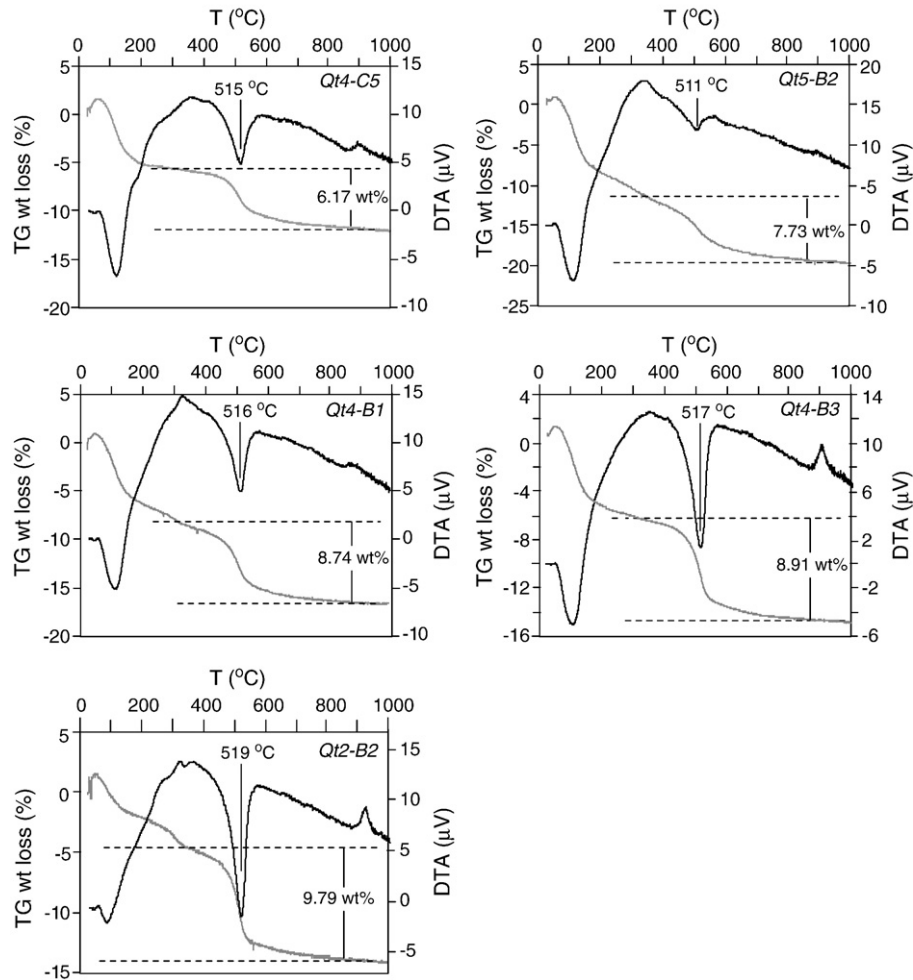 T (°C)
0 200 400 600 800 1000
5 0 -5 -10 -15 -20
TG wt loss (%)
Qt4-C5
515 °C
6.17 wt%
15 10 5 0 -5 -10
DTA (μV)
T (°C)
0 200 400 600 800 1000
5 0 -5 -10 -15 -20 -25
TG wt loss (%)
Qt5-B2
511 °C
7.73 wt%
20 15 10 -5 0 -5 -10
DTA (μV)
T (°C)
0 200 400 600 800 1000
5 0 -5 -10 -15 -20
TG wt loss (%)
Qt4-B1
516 °C
8.74 wt%
15 10 5 0 -5 -10
DTA (μV)
T (°C)
0 200 400 600 800 1000
4 0 -4 -8 -12 -16
TG wt loss (%)
Qt4-B3
517 °C
8.91 wt%
14 10 6 2 -2 -6
DTA (μV)
T (°C)
0 200 400 600 800 1000
5 0 -5 -10 -15
TG wt loss (%)
Qt2-B2
519 °C
9.79 wt%
15 10 5 0 -5
DTA (μV)